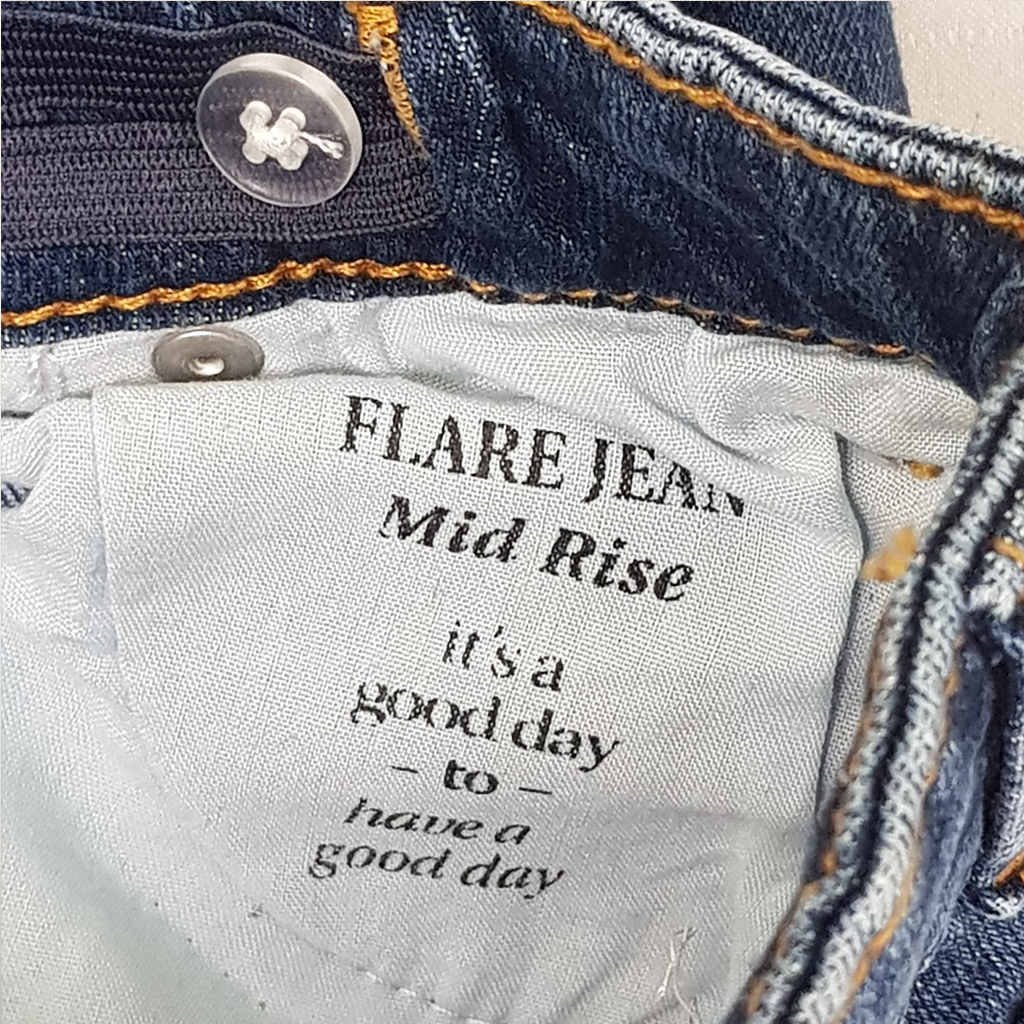 FLARE JEAN
Mid Rise
it's a
good day
– to –
have a
good day